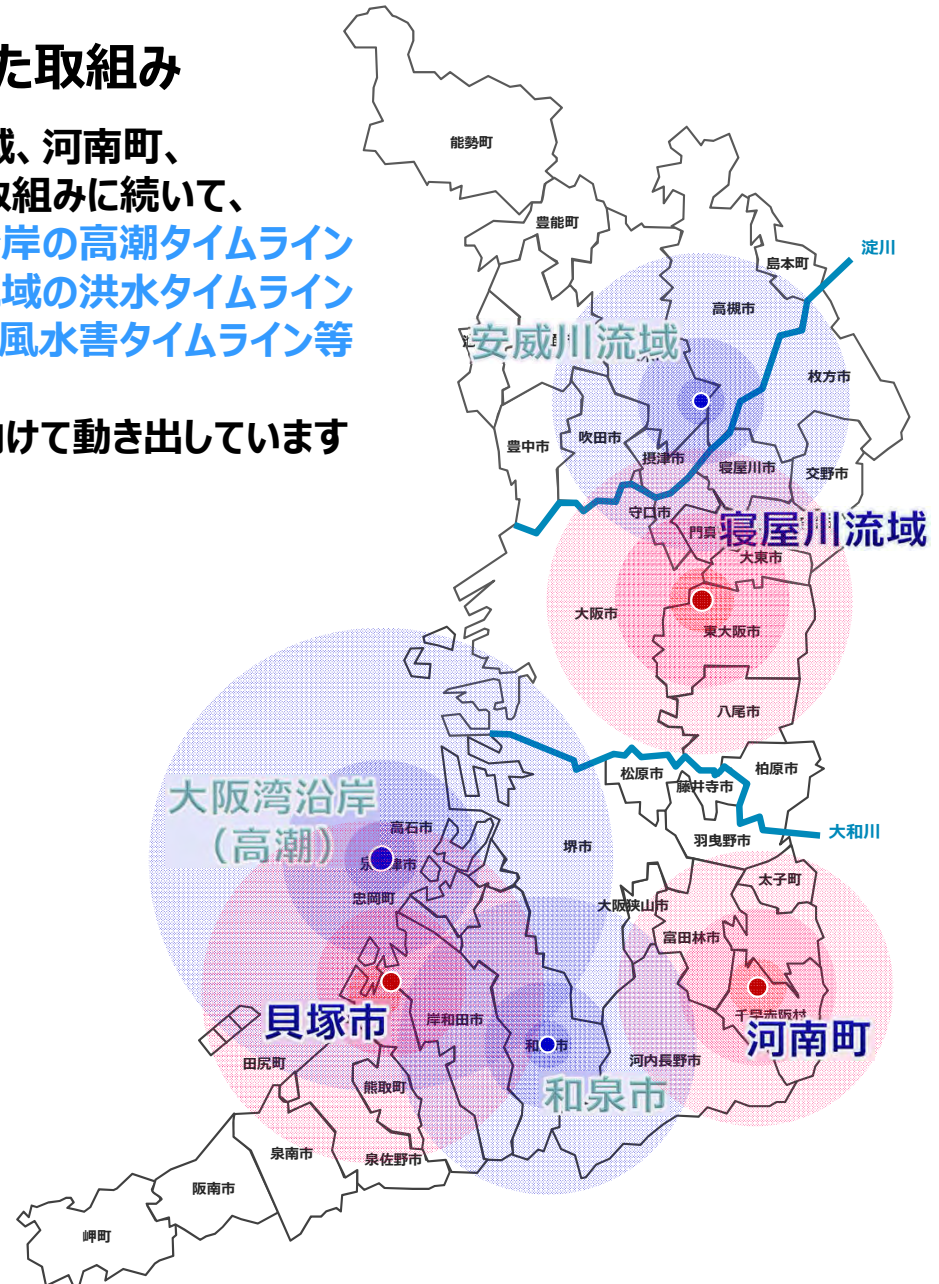 た取組み
域、河南町、
取組みに続いて、
岸の高潮タイムライン
域の洪水タイムライン
風水害タイムライン等
けて動き出しています
能勢町
豊能町
島本町
淀川
高槻市
安威川流域
枚方市
豊中市
吹田市
摂津市
寝屋川市
交野市
守口市
門真
寝屋川流域
大東市
大阪市
東大阪市
八尾市
松原市
藤井寺市
柏原市
大和川
羽曳野市
大阪湾沿岸
（高潮）
高石市
堺市
忠岡町
太子町
大阪狭山市
富田林市
千早赤阪村
河南町
貝塚市
岸和田市
和泉市
河内長野市
田尻町
熊取町
泉佐野市
泉南市
阪南市
岬町